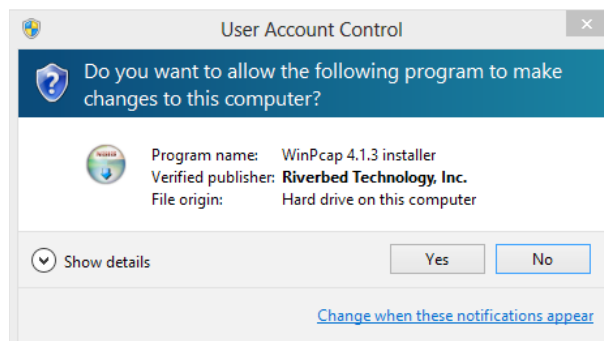 User Account Control
Do you want to allow the following program to make
changes to this computer?
Program name: WinPcap 4.1.3 installer
Verified publisher: Riverbed Technology, Inc.
File origin: Hard drive on this computer
Show details
Yes
No
Change when these notifications appear